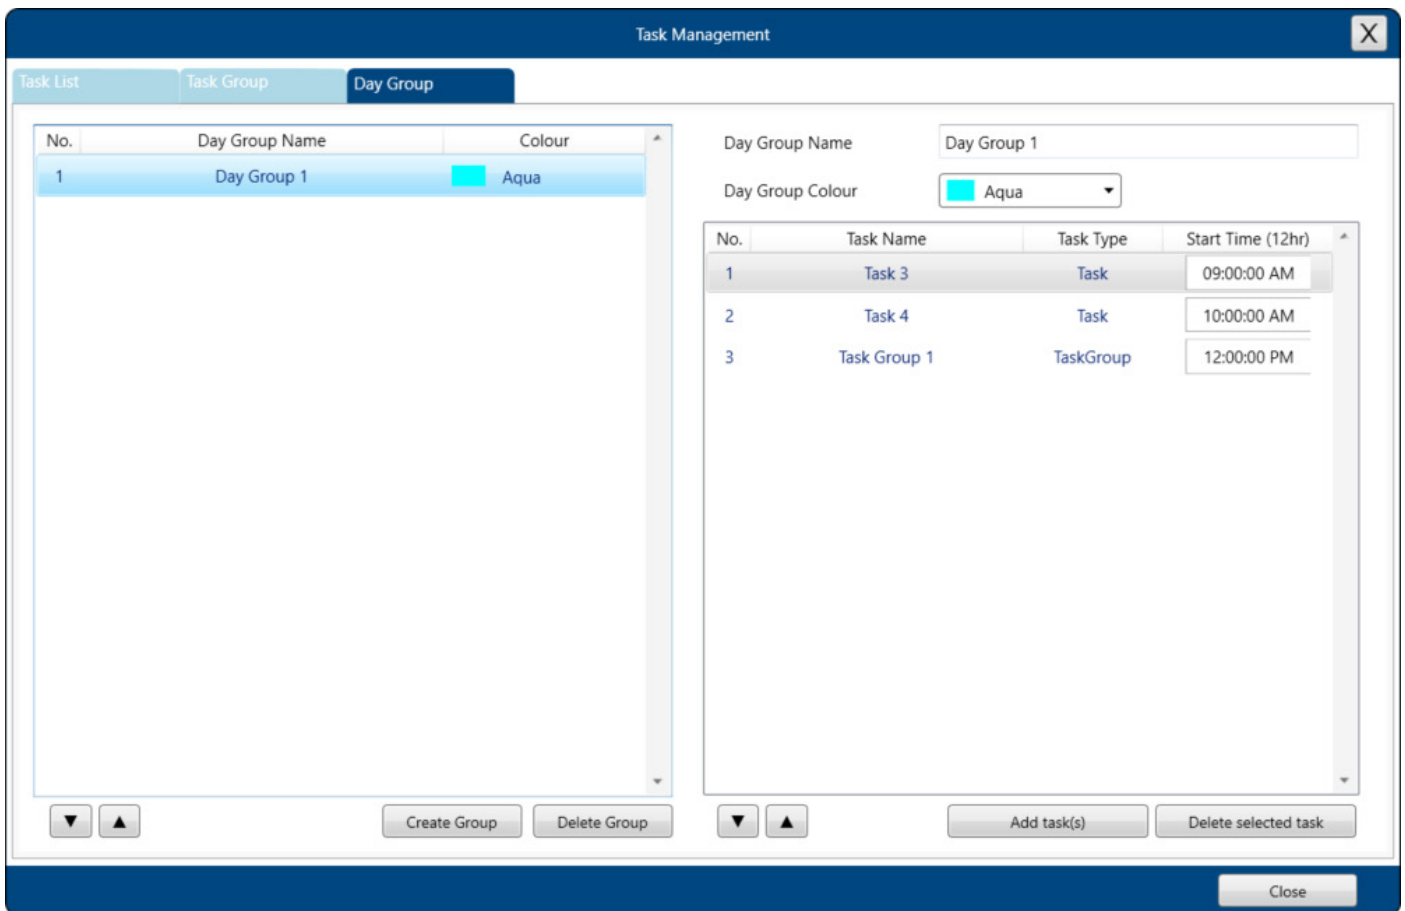 Task Management
X
Task List Task Group Day Group
No. Day Group Name Colour
1 Day Group 1 Aqua
Day Group Name Day Group 1
Day Group Colour Aqua
No. Task Name Task Type Start Time (12hr)
1 Task 3 Task 09:00:00 AM
2 Task 4 Task 10:00:00 AM
3 Task Group 1 TaskGroup 12:00:00 PM
Create Group Delete Group
Add task(s) Delete selected task
Close